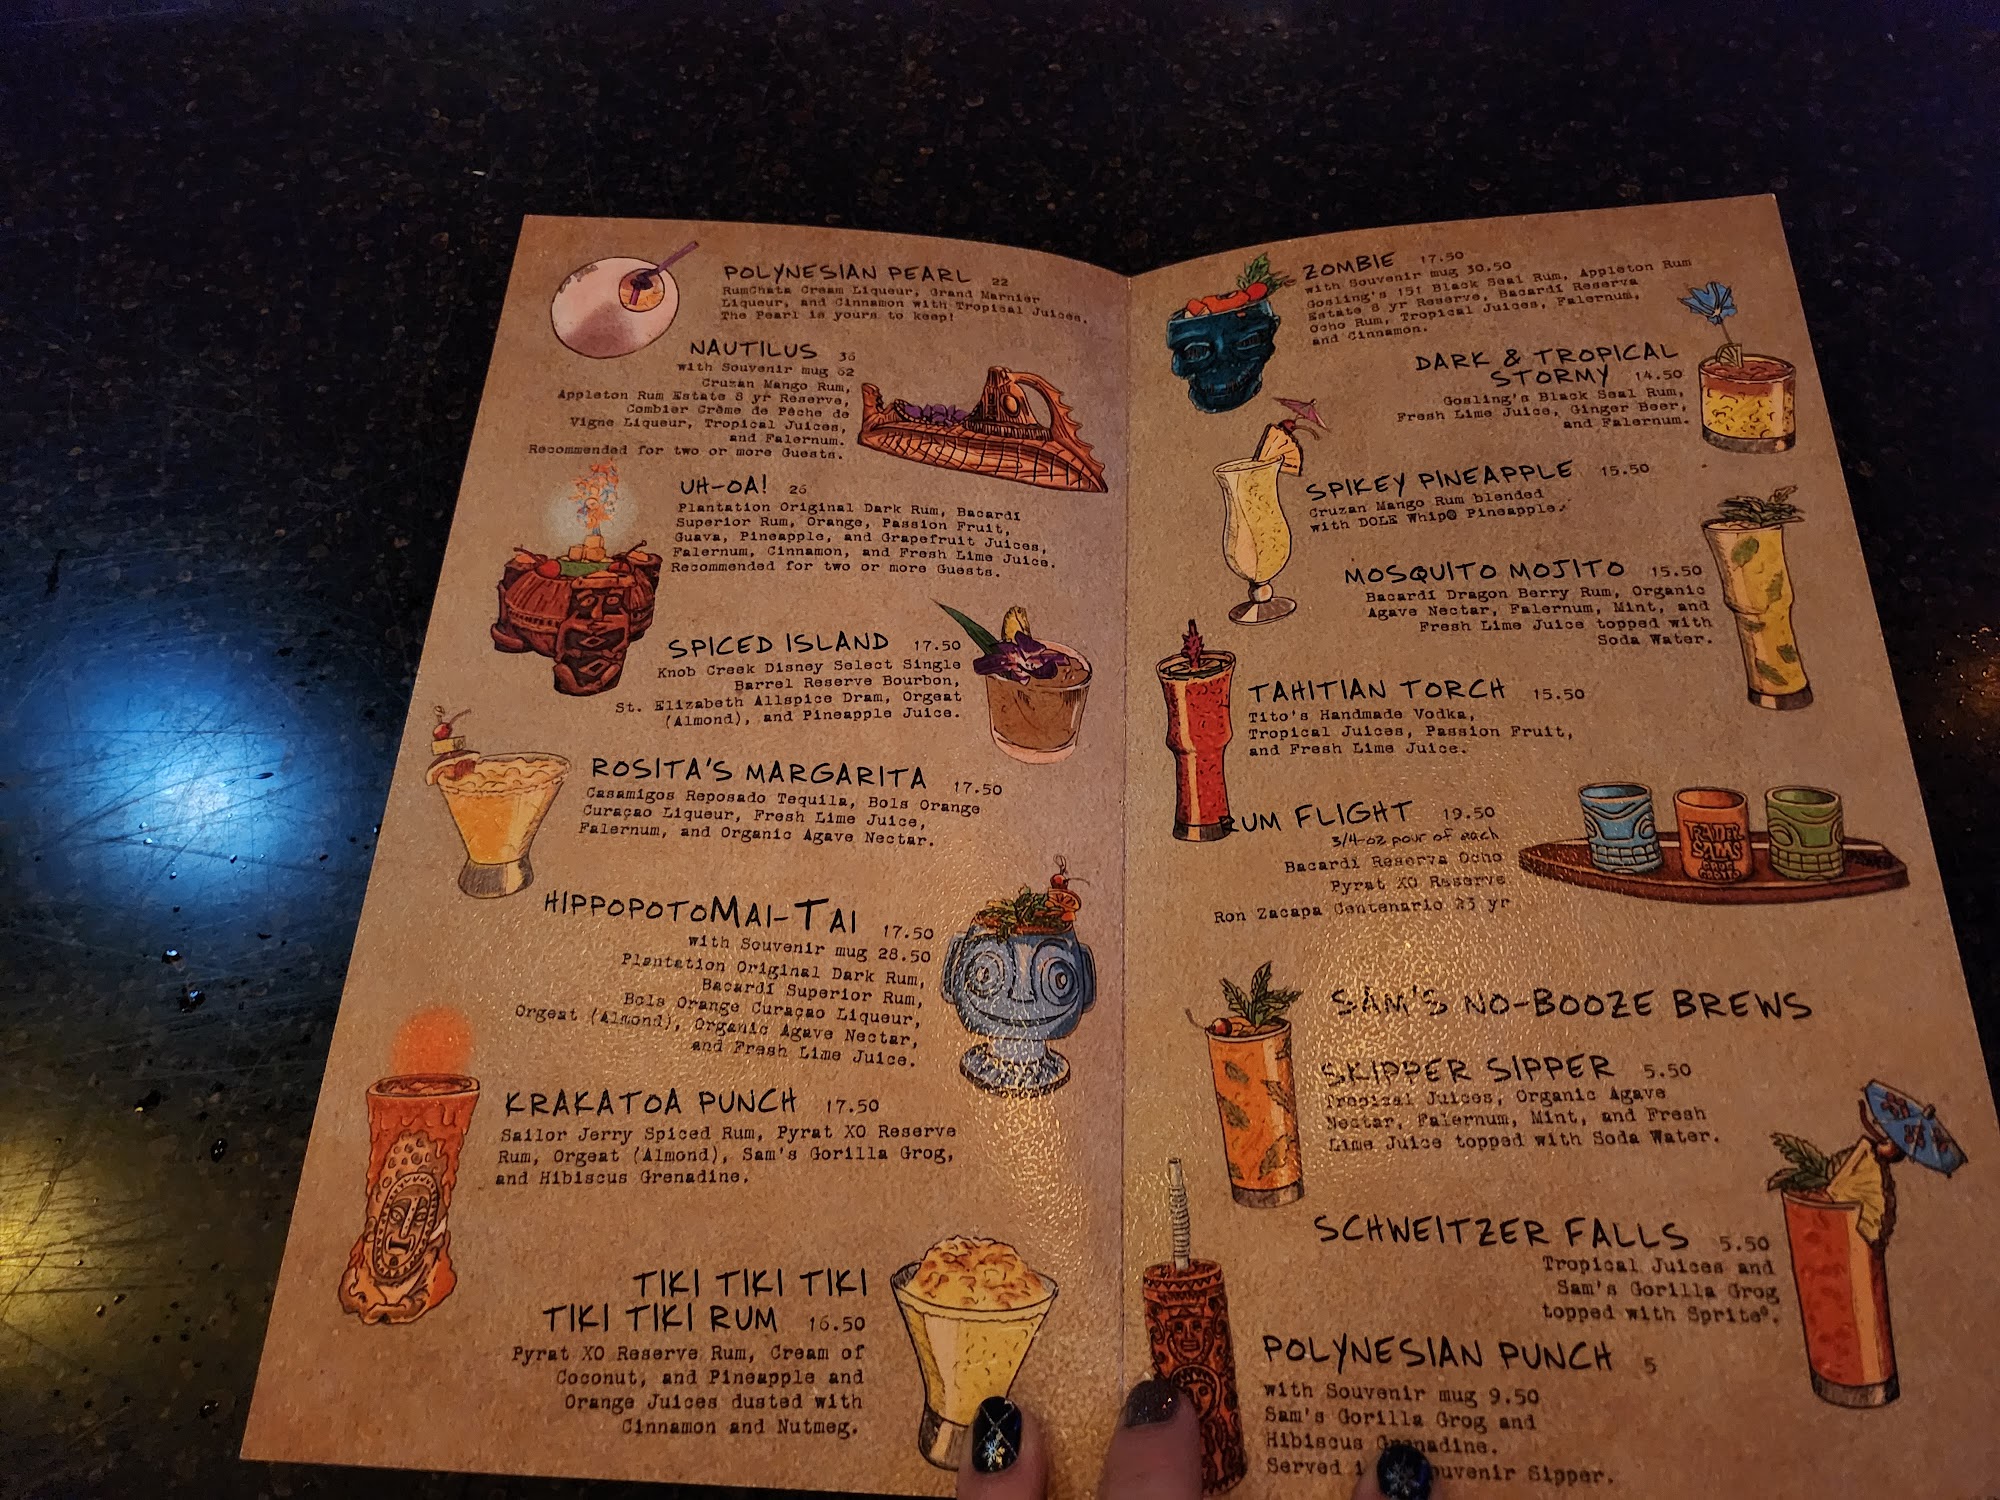 POLYNESIAN PEARL 22
RumChata Cream Liqueur, Grand Marnier
Liqueur, and Cinnamon with Tropical Juices.
The Pearl is yours to keep!
NAUTILUS 36
with Souvenir mug 62
Cruzan Mango Rum,
Appleton Rum Estate 8 yr Reserve,
Combier Crème de Pêche de
Vigne Liqueur, Tropical Juices,
and Falernum.
Recommended for two or more Guests.
UH-OA! 26
Plantation Original Dark Rum, Bacardi
Superior Rum, Orange, Passion Fruit,
Guava, Pineapple, and Grapefruit Juices,
Falernum, Cinnamon, and Fresh Lime Juice.
Recommended for two or more Guests.
SPICED ISLAND 17.50
Knob Creek Disney Select Single
Barrel Reserve Bourbon,
St. Elizabeth Allspice Dram, Orgeat
(Almond), and Pineapple Juice.
ROSITA'S MARGARITA 17.50
Casamigos Reposado Tequila, Bols Orange
Curaçao Liqueur, Fresh Lime Juice,
Falernum, and Organic Agave Nectar.
HIPPOPOTOMAI-TAI 17.50
with Souvenir mug 28.50
Plantation Original Dark Rum,
Bacardí Superior Rum,
Bols Orange Curaçao Liqueur,
Orgeat (Almond), Organic Agave Nectar,
and Fresh Lime Juice.
KRAKATOA PUNCH 17.50
Sailor Jerry Spiced Rum, Pyrat XO Reserve
Rum, Orgeat (Almond), Sam's Gorilla Grog,
and Hibiscus Grenadine.
TIKI TIKI TIKI
TIKI TIKI RUM 16.50
Pyrat XO Reserve Rum, Cream of
Coconut, and Pineapple and
Orange Juices dusted with
Cinnamon and Nutmeg.
ZOMBIE 17.50
with Souvenir mug 30.50
Gosling's 151 Black Seal Rum, Appleton Rum
Estate 8 yr Reserve, Bacardí Reserva
Ocho Rum, Tropical Juices, Falernum,
and Cinnamon.
DARK & TROPICAL
STORMY 14.50
Gosling's Black Seal Rum,
Fresh Lime Juice, Ginger Beer,
and Falernum.
SPIKEY PINEAPPLE 15.50
Cruzan Mango Rum blended
with DOLE Whip® Pineapple.
MOSQUITO MOJITO 15.50
Bacardí Dragon Berry Rum, Organic
Agave Nectar, Falernum, Mint, and
Fresh Lime Juice topped with
Soda Water.
TAHITIAN TORCH 15.50
Tito's Handmade Vodka,
Tropical Juices, Passion Fruit,
and Fresh Lime Juice.
RUM FLIGHT 19.50
3/4-oz pour of each
Bacardí Reserva Ocho
Pyrat XO Reserve
Ron Zacapa Centenario 23 yr
TRADER
SAM'S
GROG
GROTTO
SAM'S NO-BOOZE BREWS
SKIPPER SIPPER 5.50
Tropical Juices, Organic Agave
Nectar, Falernum, Mint, and Fresh
Lime Juice topped with Soda Water.
SCHWEITZER FALLS 5.50
Tropical Juices and
Sam's Gorilla Grog
topped with Sprite®.
POLYNESIAN PUNCH 5
with Souvenir mug 9.50
Sam's Gorilla Grog and
Hibiscus Grenadine.
Served Souvenir Sipper.